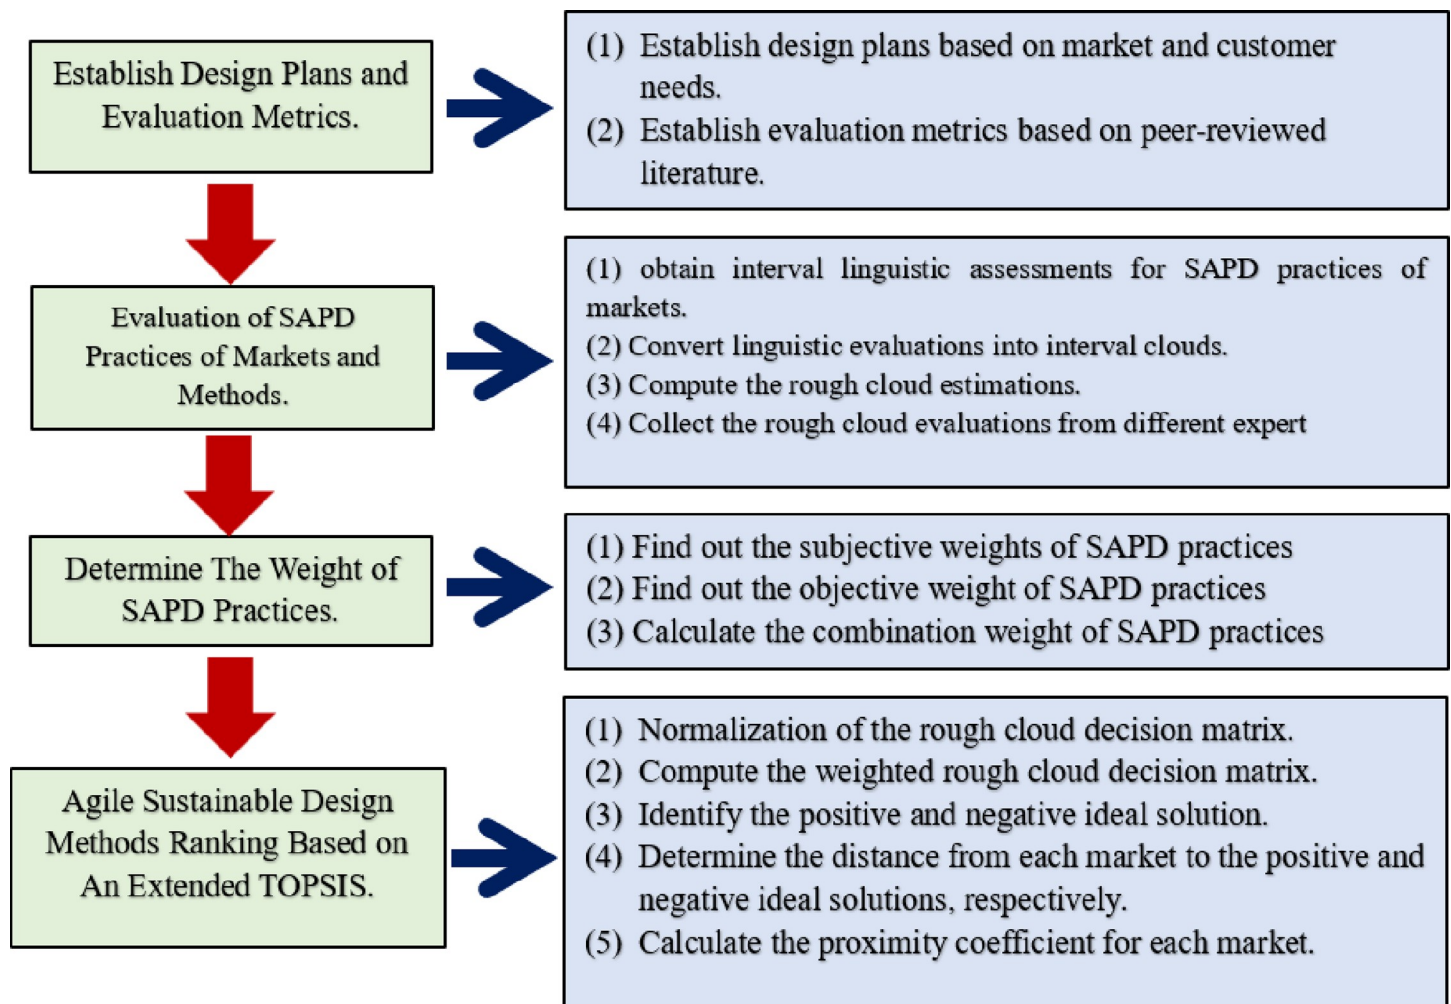 Establish Design Plans and
Evaluation Metrics.
(1) Establish design plans based on market and customer
needs.
(2) Establish evaluation metrics based on peer-reviewed
literature.
Evaluation of SAPD
Practices of Markets and
Methods.
(1) obtain interval linguistic assessments for SAPD practices of
markets.
(2) Convert linguistic evaluations into interval clouds.
(3) Compute the rough cloud estimations.
(4) Collect the rough cloud evaluations from different expert
Determine The Weight of
SAPD Practices.
(1) Find out the subjective weights of SAPD practices
(2) Find out the objective weight of SAPD practices
(3) Calculate the combination weight of SAPD practices
Agile Sustainable Design
Methods Ranking Based on
An Extended TOPSIS.
(1) Normalization of the rough cloud decision matrix.
(2) Compute the weighted rough cloud decision matrix.
(3) Identify the positive and negative ideal solution.
(4) Determine the distance from each market to the positive and
negative ideal solutions, respectively.
(5) Calculate the proximity coefficient for each market.